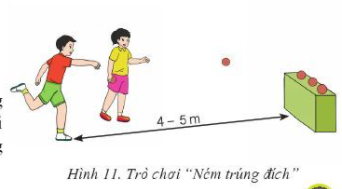 4 – 5 m
Hình 11. Trò chơi “Ném trúng đích”